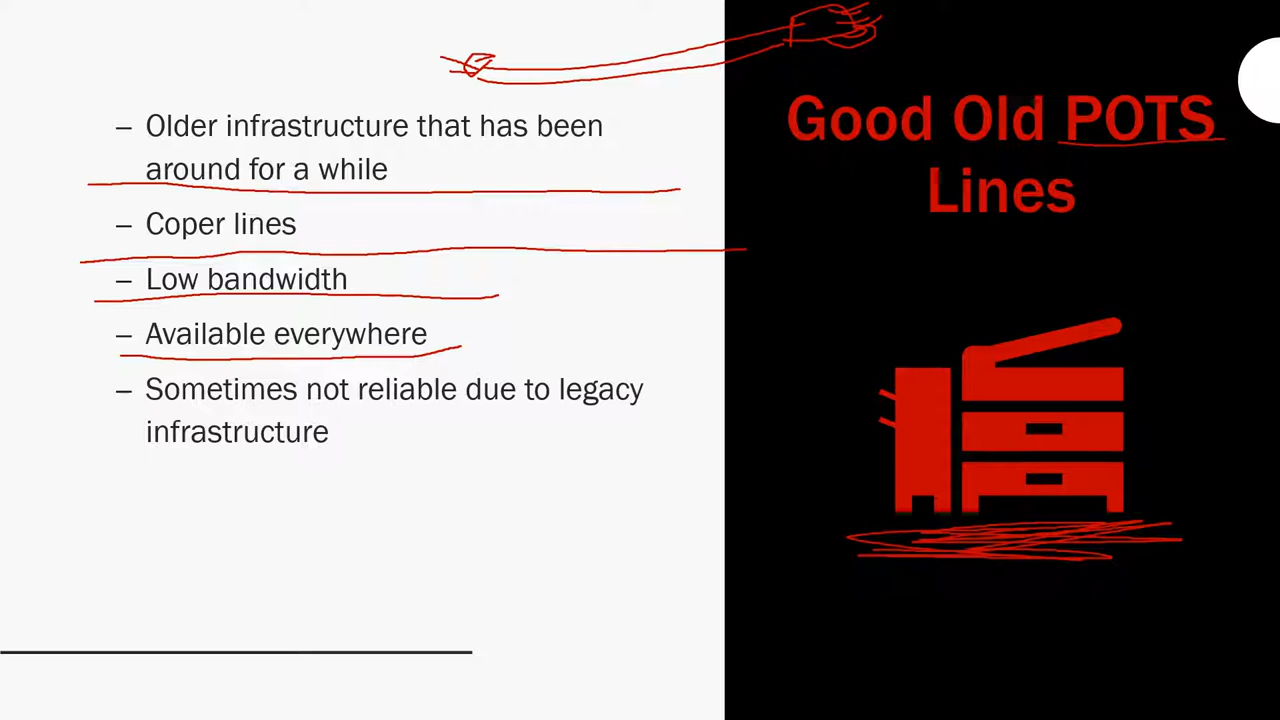 Good Old POTS
Lines
– Older infrastructure that has been
around for a while
– Coper lines
– Low bandwidth
– Available everywhere
– Sometimes not reliable due to legacy
infrastructure